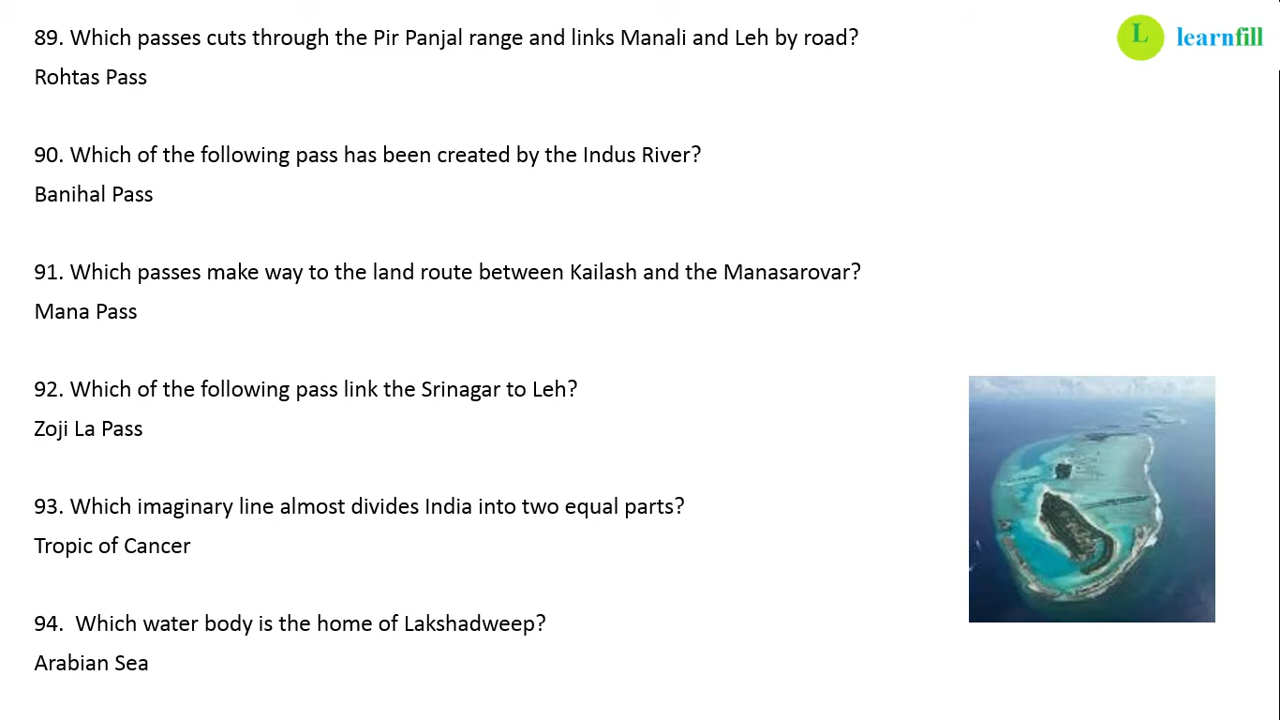 89. Which passes cuts through the Pir Panjal range and links Manali and Leh by road?
L learnfill
Rohtas Pass
90. Which of the following pass has been created by the Indus River?
Banihal Pass
91. Which passes make way to the land route between Kailash and the Manasarovar?
Mana Pass
92. Which of the following pass link the Srinagar to Leh?
Zoji La Pass
93. Which imaginary line almost divides India into two equal parts?
Tropic of Cancer
94.  Which water body is the home of Lakshadweep?
Arabian Sea